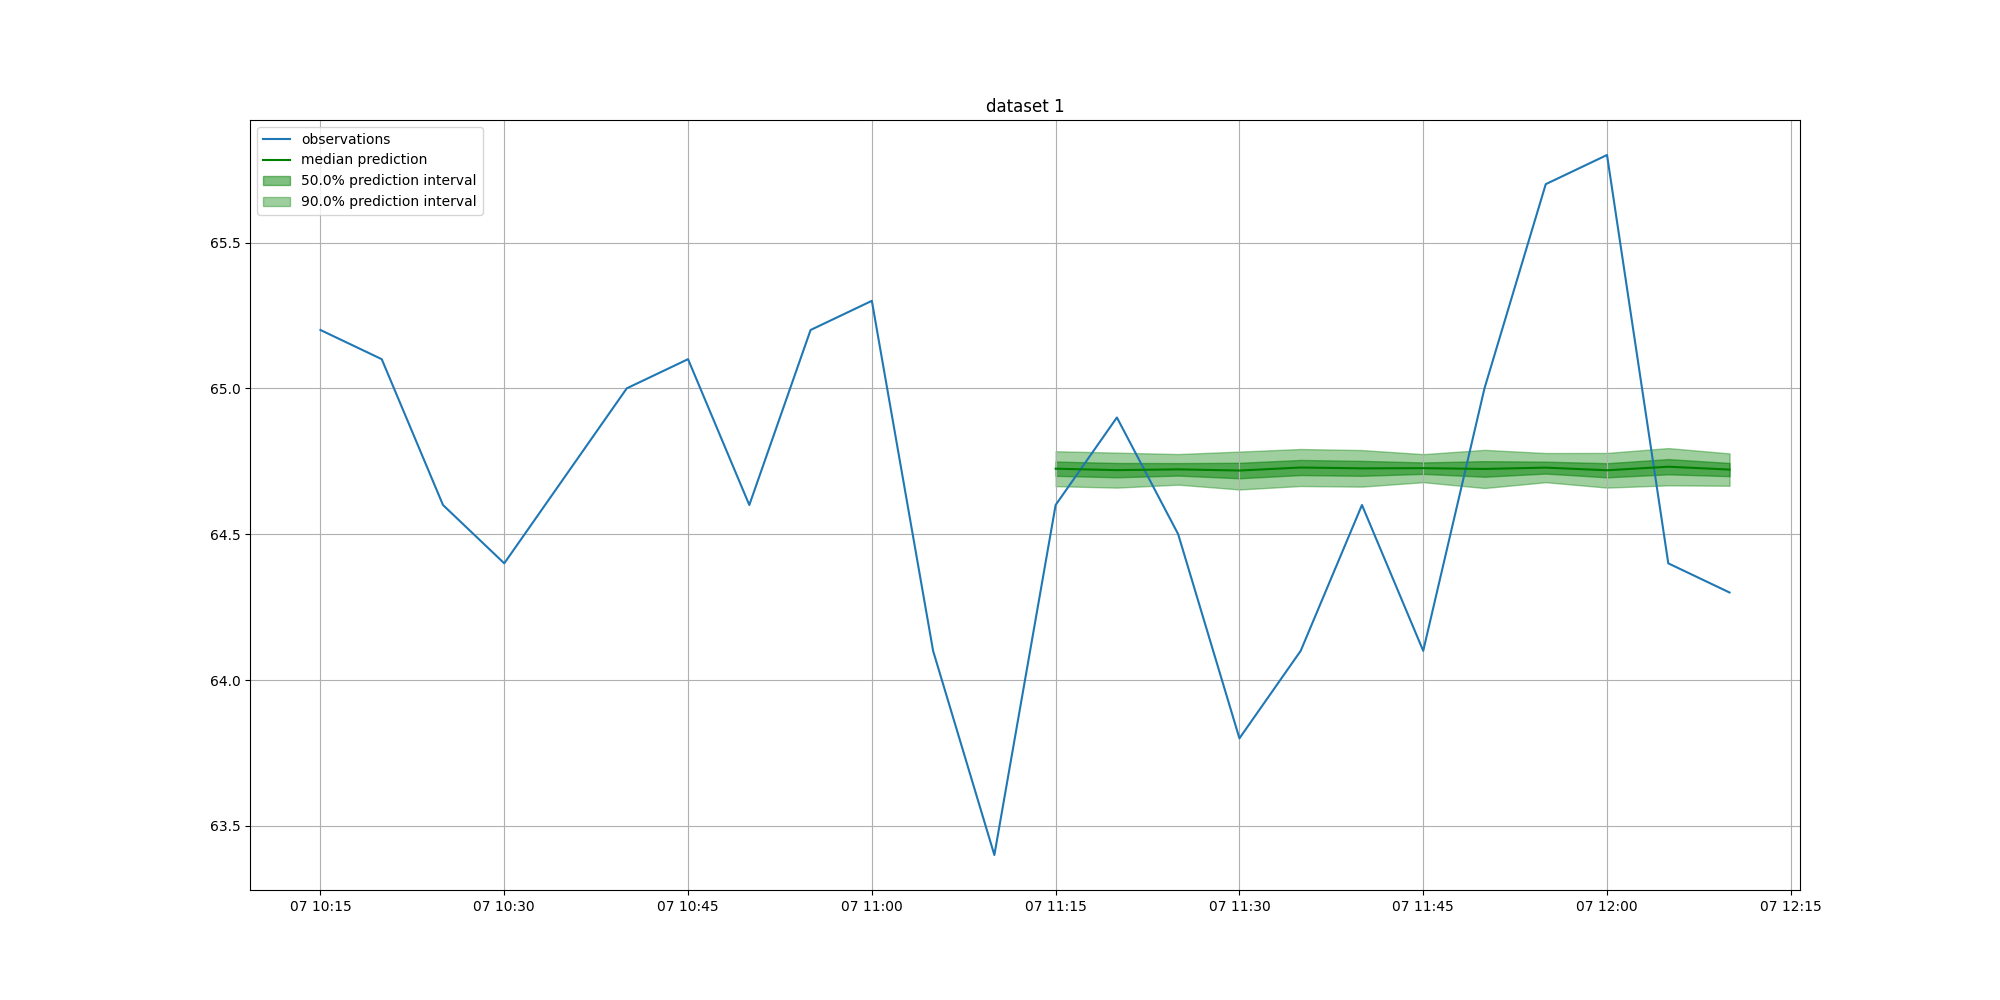 dataset 1
observations
median prediction
50.0% prediction interval
90.0% prediction interval
65.5
65.0
64.5
64.0
63.5
07 10:15 07 10:30 07 10:45 07 11:00 07 11:15 07 11:30 07 11:45 07 12:00 07 12:15